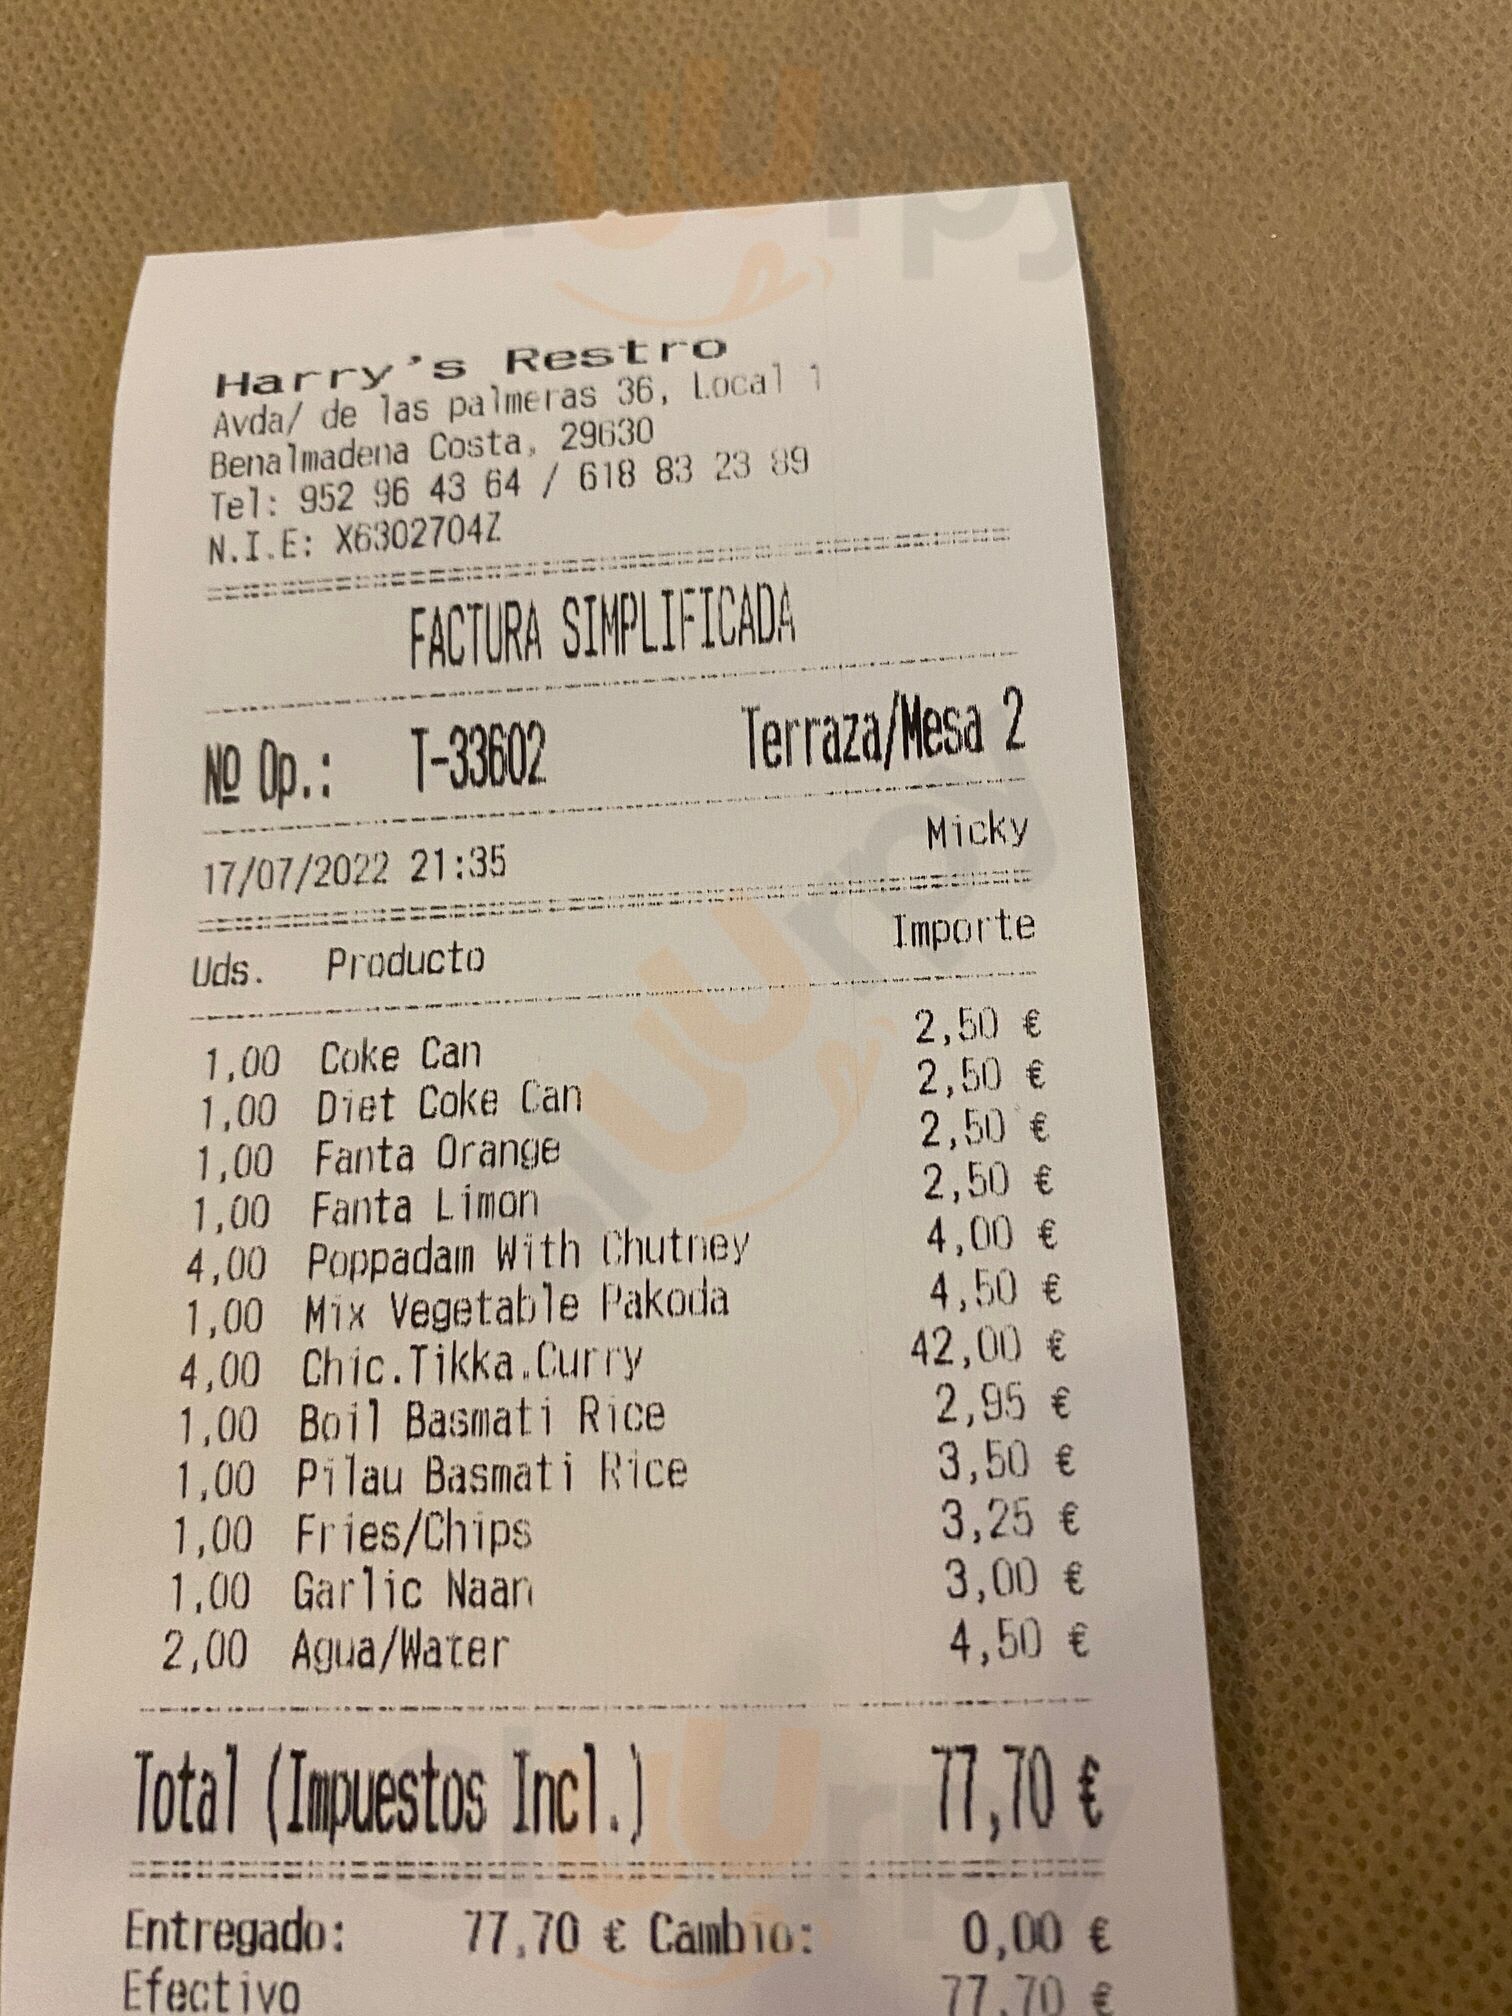 slurpy
Harry's Restro
Avda/ de las palmeras 36, Local 1
Benalmadena Costa, 29630
Tel: 952 96 43 64 / 618 83 23 89
N.I.E: X6302704Z
FACTURA SIMPLIFICADA
Nº Op.: T-33602 Terraza/Mesa 2
17/07/2022 21:35 Micky
Uds. Producto Importe
1,00 Coke Can 2,50 €
1,00 Diet Coke Can 2,50 €
1,00 Fanta Orange 2,50 €
1,00 Fanta Limon 2,50 €
4,00 Poppadam With Chutney 4,00 €
1,00 Mix Vegetable Pakoda 4,50 €
4,00 Chic.Tikka.Curry 42,00 €
1,00 Boil Basmati Rice 2,95 €
1,00 Pilau Basmati Rice 3,50 €
1,00 Fries/Chips 3,25 €
1,00 Garlic Naan 3,00 €
2,00 Agua/Water 4,50 €
Total (Impuestos Incl.) 77,70 €
Entregado: 77,70 € Cambio: 0,00 €
Efectivo 77,70 €
slurpy
slurpy